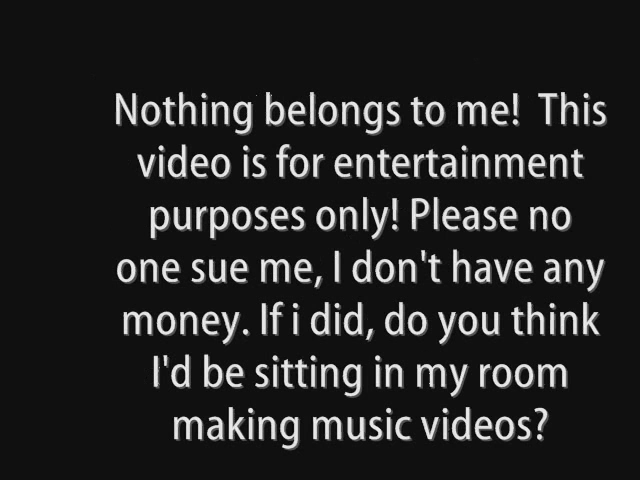 Nothing belongs to me!  This
video is for entertainment
purposes only! Please no
one sue me, I don't have any
money. If i did, do you think
I'd be sitting in my room
making music videos?